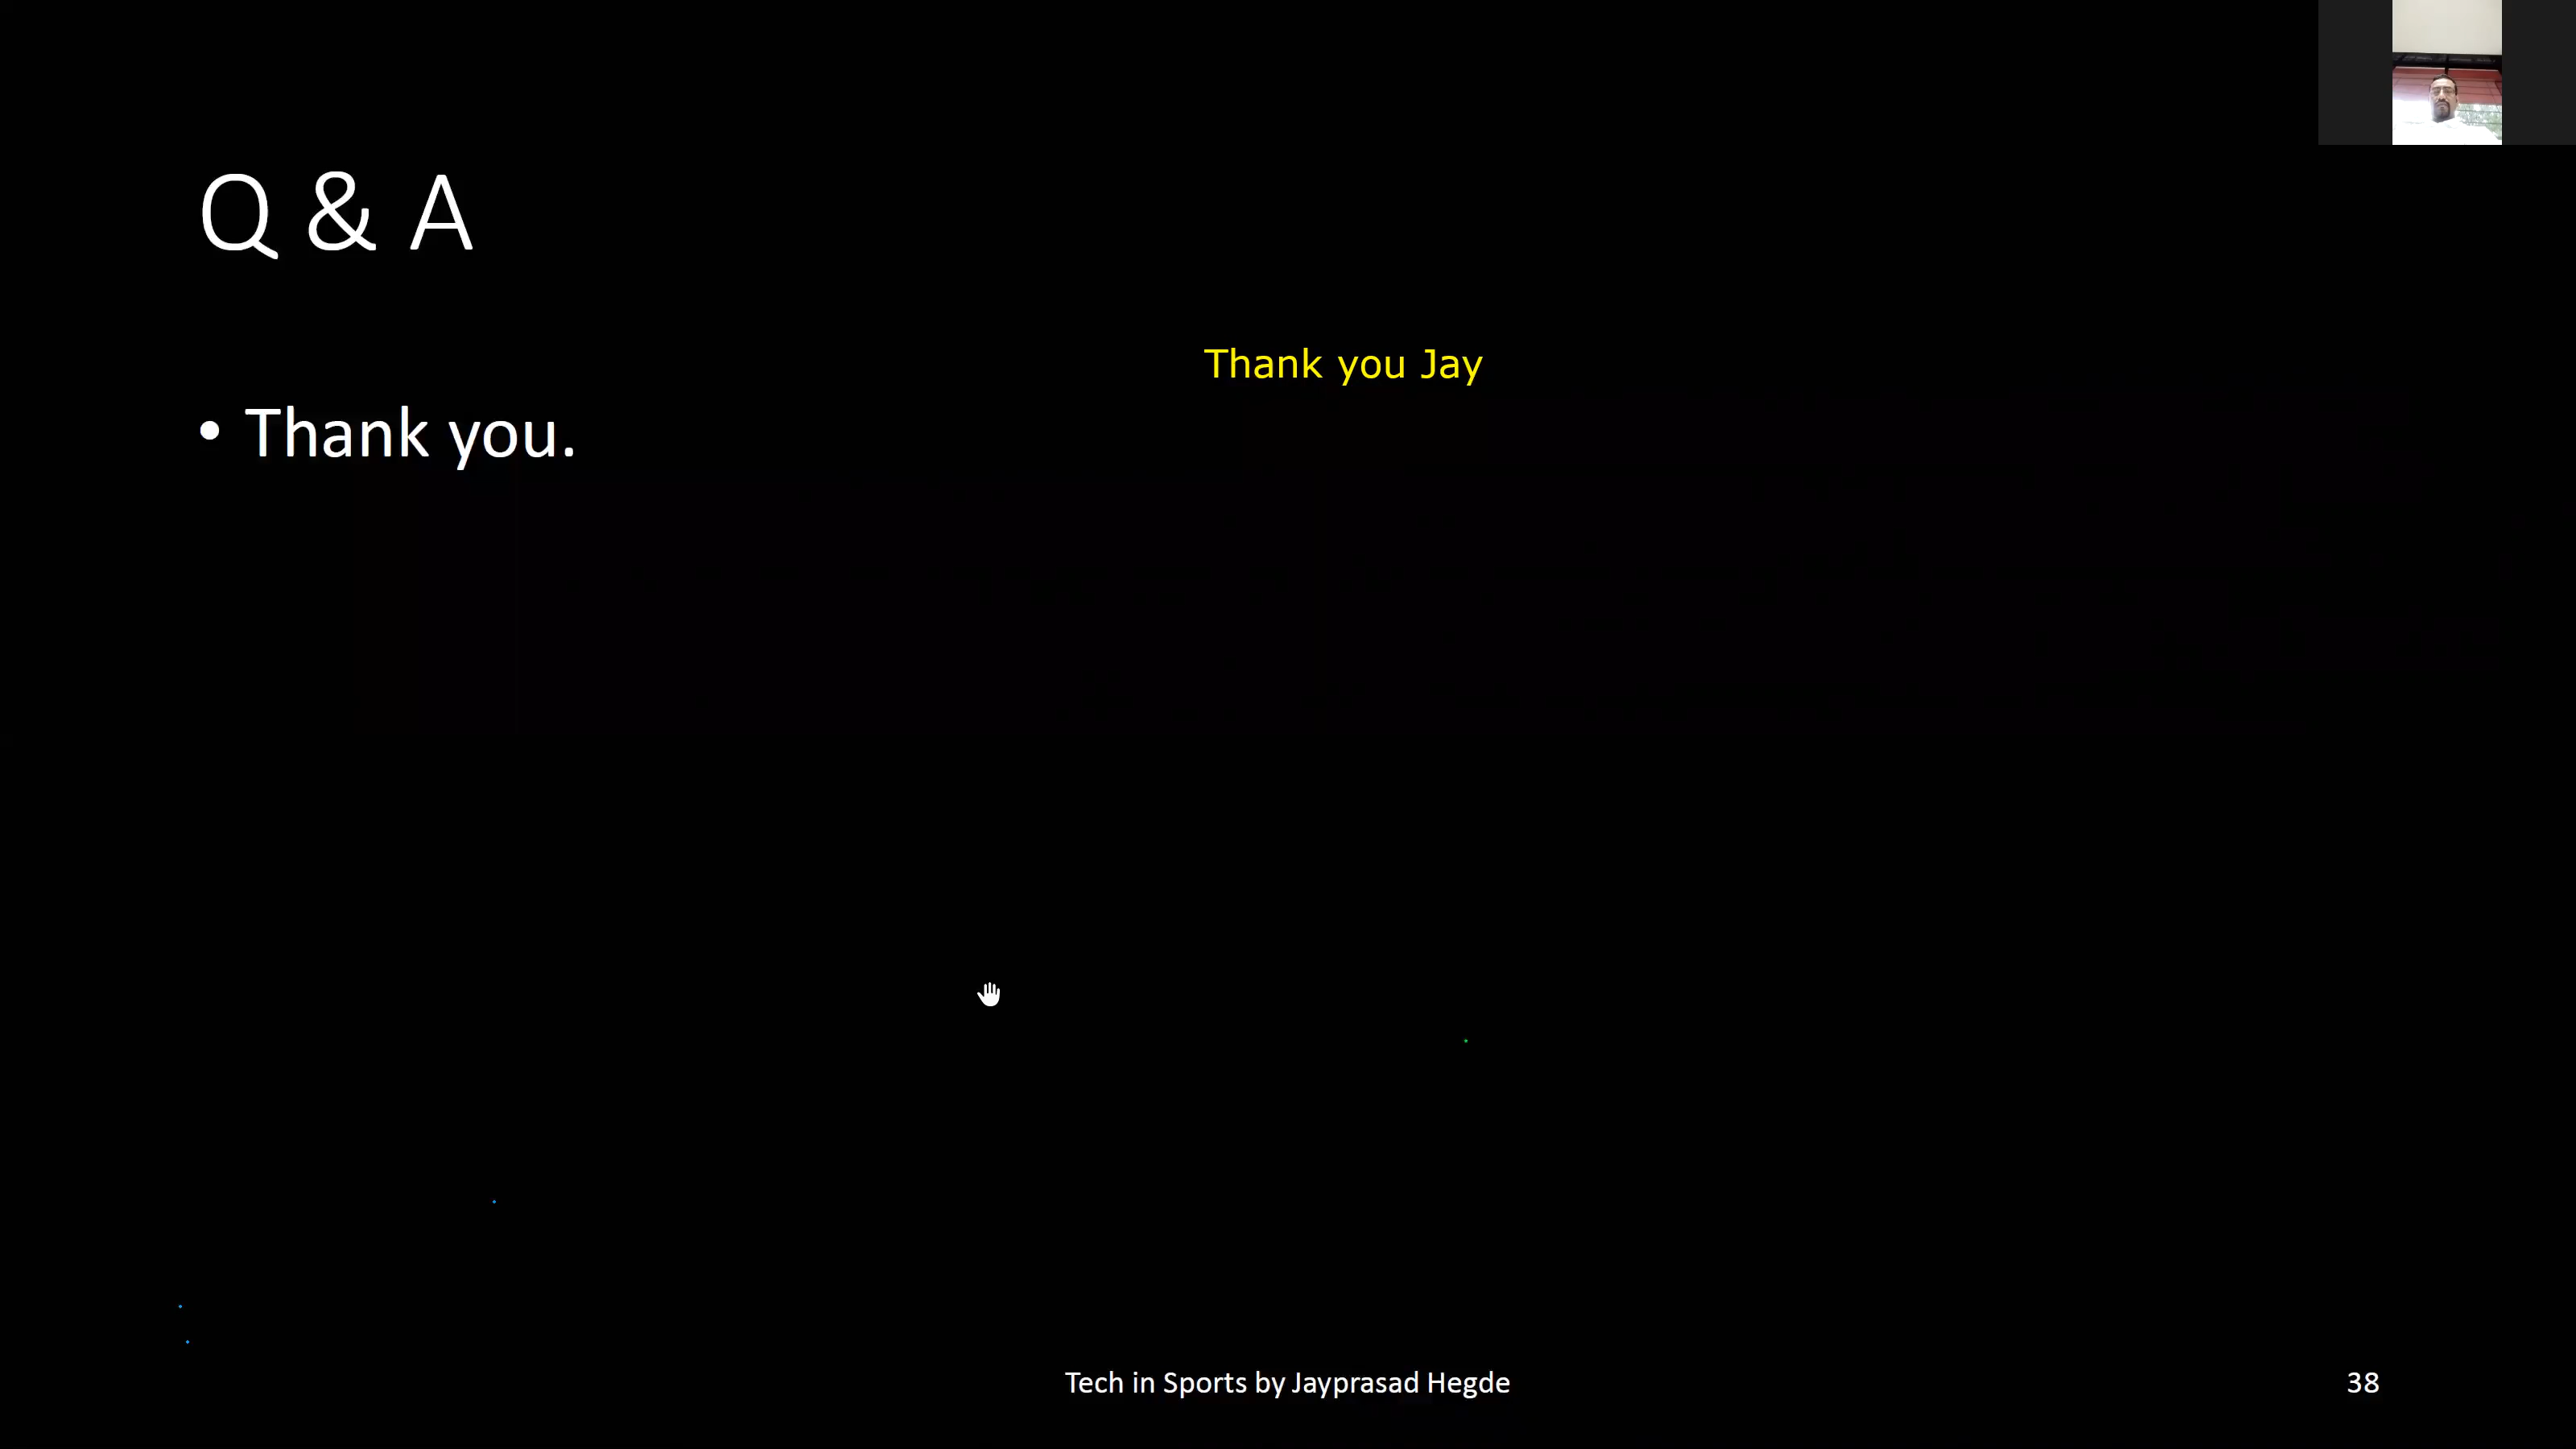 Q & A
Thank you Jay
• Thank you.
Tech in Sports by Jayprasad Hegde
38